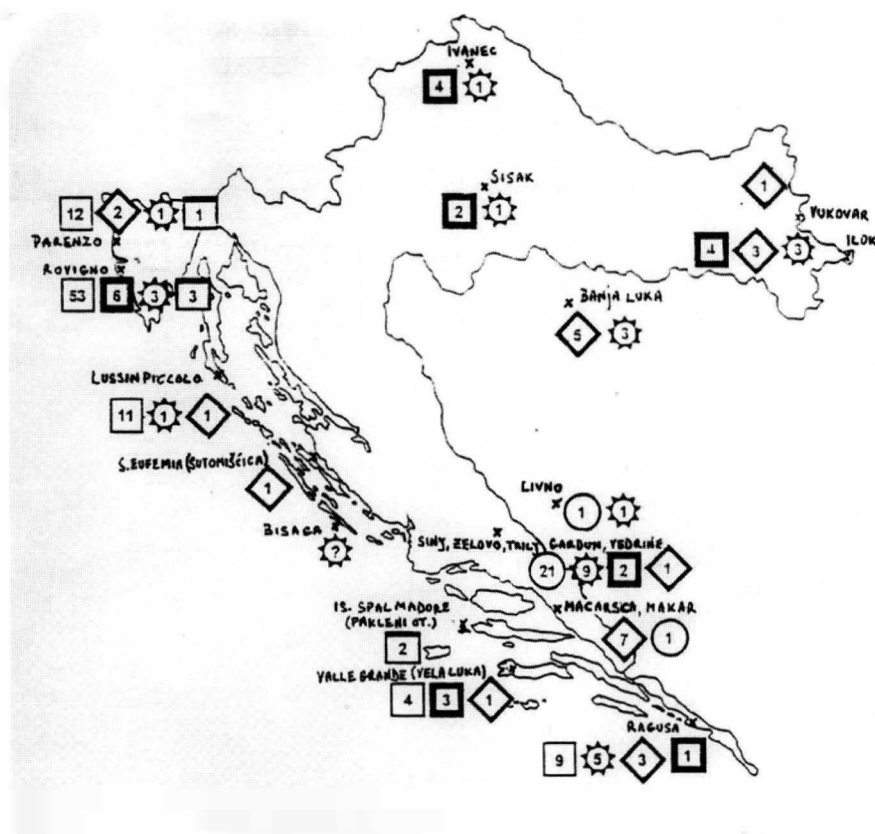 IVANEC
4 1
SISAK
2 1
1
VUKOVAR
ILOK
4 3 3
12 2 1 1
PARENZO
ROVIGNO
53 6 3 3
BANJA LUKA
5 3
LUSSINPICCOLO
11 1 1
S. EUFEMIA (SUTOMIŠĆICA)
1
BISAGA
?
LIVNO
1 1
SINJ, ZELOVO, TRILJ GARDUN, VEDRINE
21 9 2 1
MACARSCA, MAKAR
7 1
IS. SPALMADORE
(PAKLENI OT.)
2
VALLE GRANDE (VELA LUKA)
4 3 1
RAGUSA
9 5 3 1